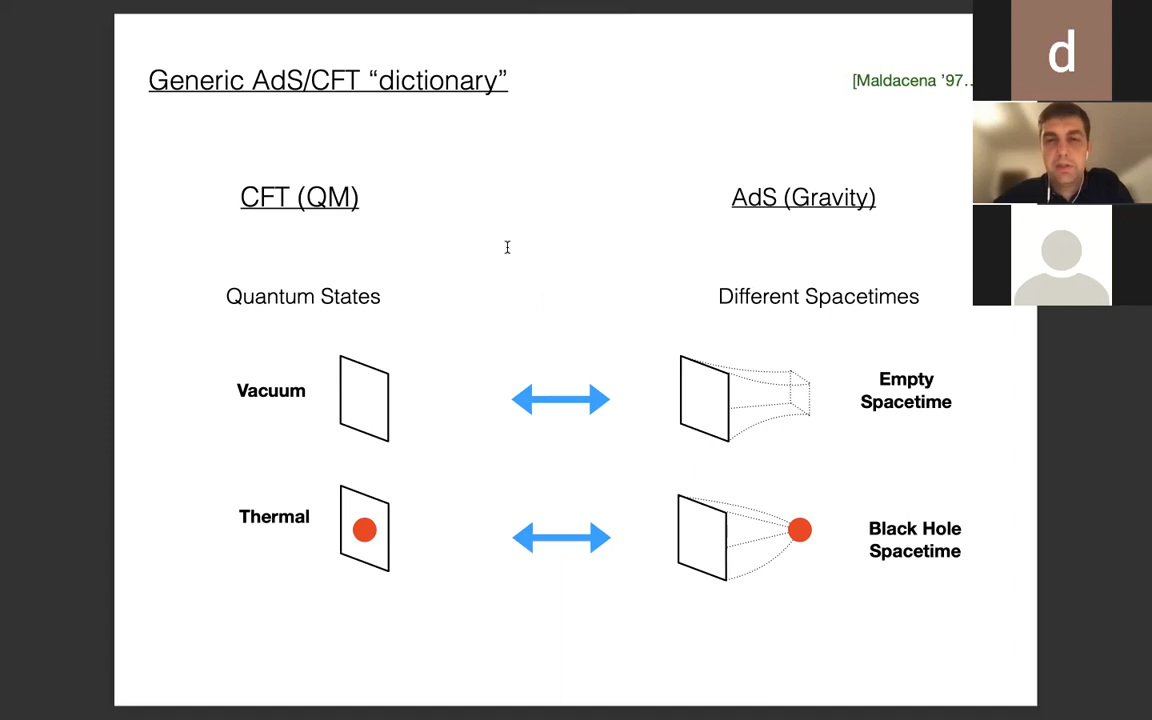 Generic AdS/CFT “dictionary”
[Maldacena ’97..
d
CFT (QM)
AdS (Gravity)
Quantum States
Different Spacetimes
Vacuum
Empty
Spacetime
Thermal
Black Hole
Spacetime